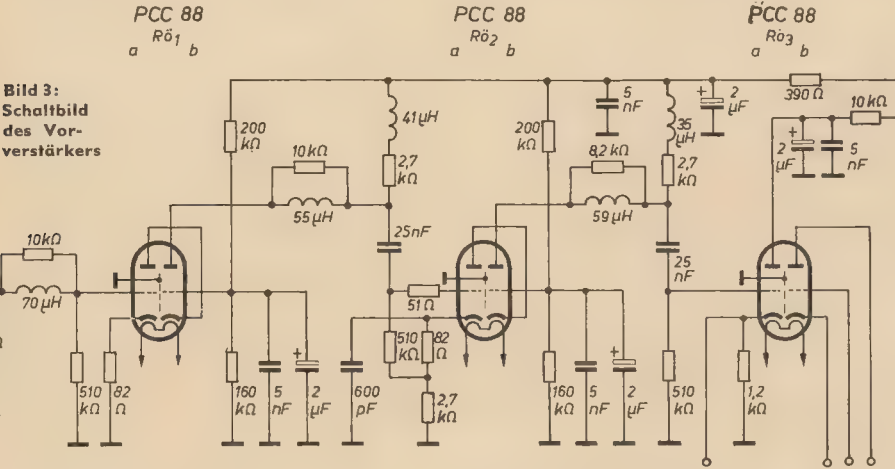 PCC 88
Rö1
a b
PCC 88
Rö2
a b
PCC 88
Rö3
a b
Bild 3:
Schaltbild
des Vor-
verstärkers
200
kΩ
41 µH
2,7
kΩ
10 kΩ
55 µH
25 nF
200
kΩ
5
nF
35
µH
2
µF
+
2,7
kΩ
8,2 kΩ
59 µH
25
nF
390 Ω
10 kΩ
+
2
µF
5
nF
10 kΩ
70 µH
Ω
510
kΩ
82
Ω
160
kΩ
5
nF
+
2
µF
51 Ω
510
kΩ
82
Ω
600
pF
2,7
kΩ
160
kΩ
5
nF
+
2
µF
510
kΩ
1,2
kΩ